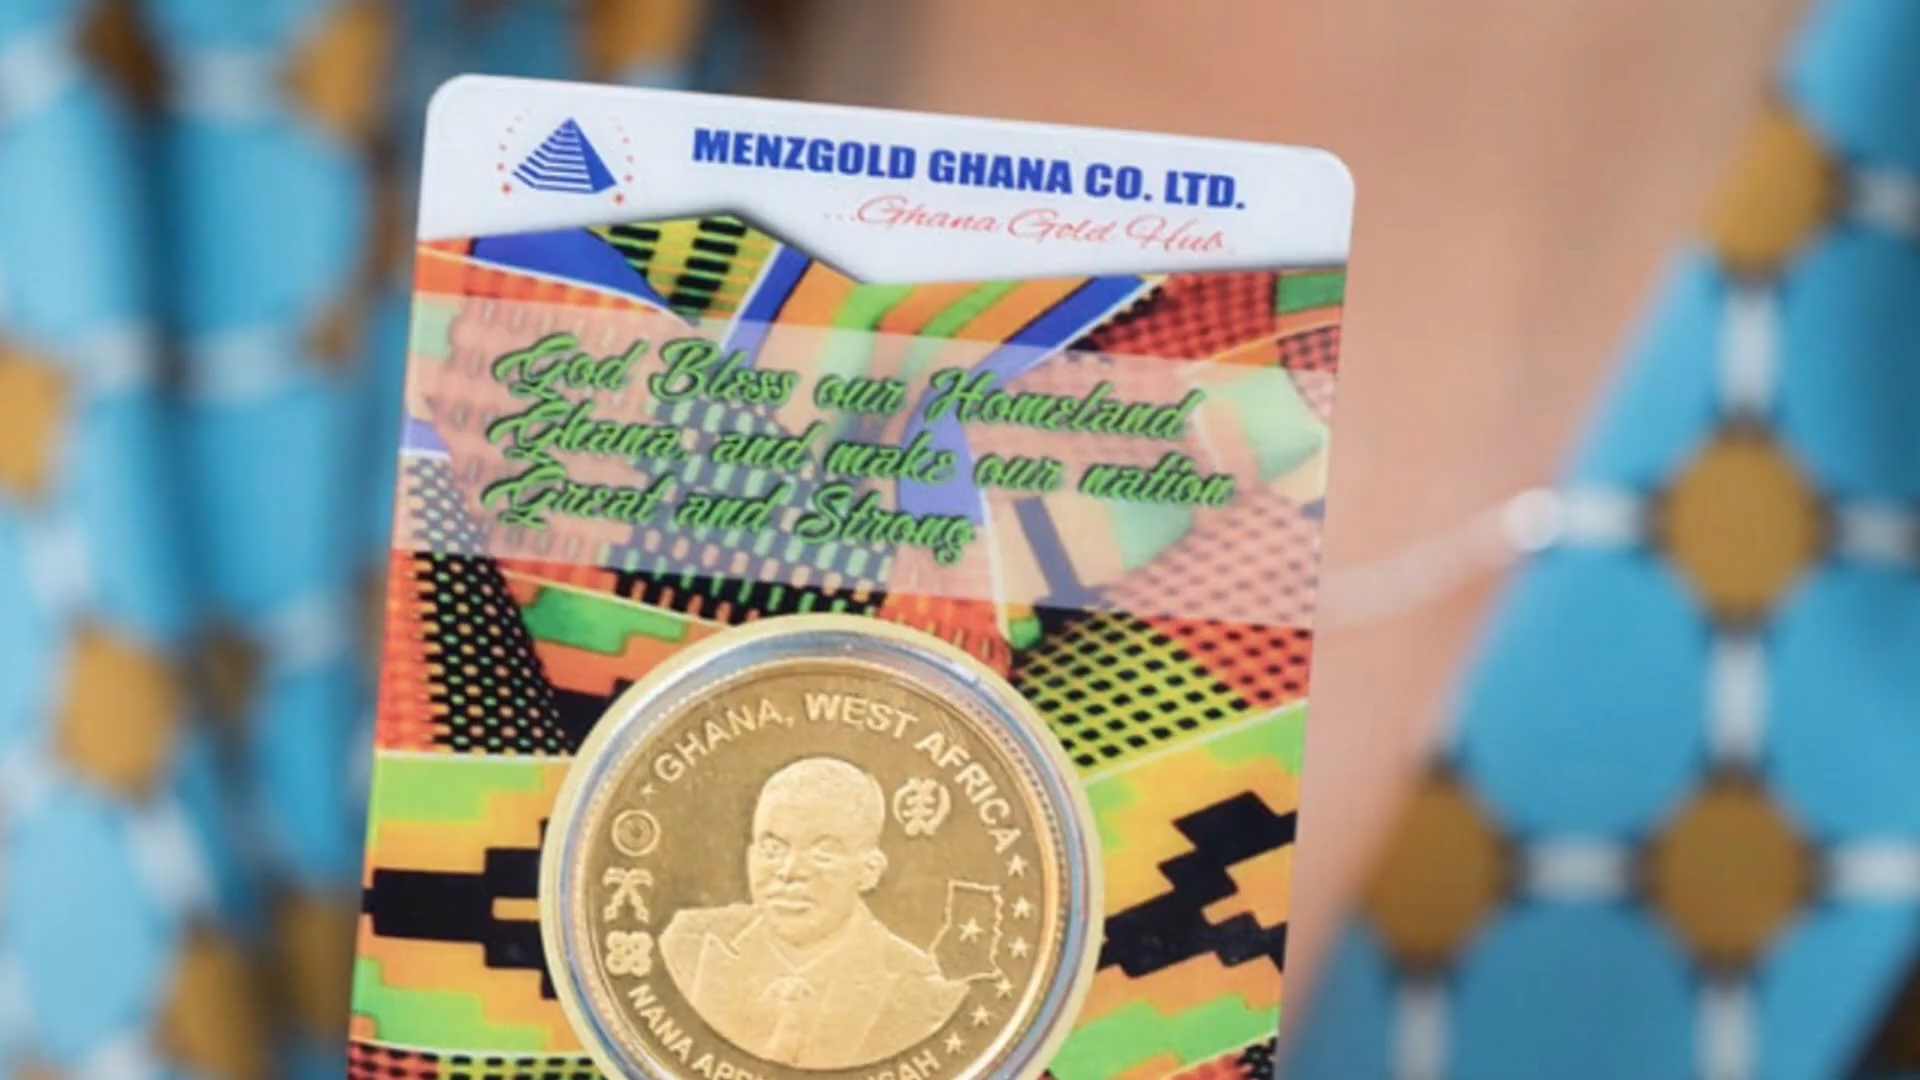 MENZGOLD GHANA CO. LTD.
...Ghana Gold Hub.
God Bless our Homeland
Ghana, and make our nation
Great and Strong
GHANA, WEST AFRICA
NANA